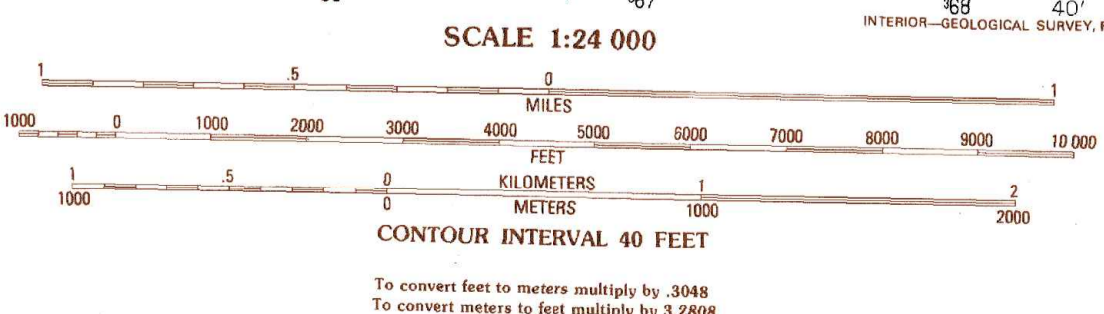 67 368 40'
INTERIOR—GEOLOGICAL SURVEY,
SCALE 1:24 000
1 .5 0 1
MILES
1000 0 1000 2000 3000 4000 5000 6000 7000 8000 9000 10 000
FEET
1 .5 0 KILOMETERS 1 2
1000 0 METERS 1000 2000
CONTOUR INTERVAL 40 FEET
To convert feet to meters multiply by .3048
To convert meters to feet multiply by 3.2808